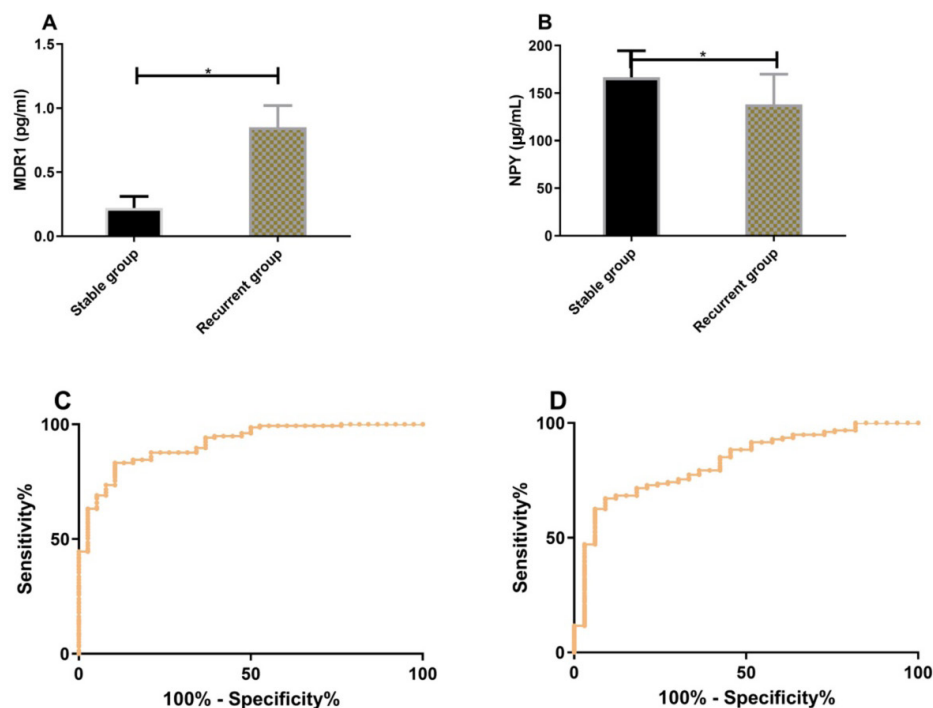 A
MDR1 (pg/ml)
1.5
1.0
0.5
0.0
*
Stable group
Recurrent group
B
NPY (µg/mL)
200
150
100
50
0
*
Stable group
Recurrent group
C
Sensitivity%
100
50
0
0
50
100
100% - Specificity%
D
Sensitivity%
100
50
0
0
50
100
100% - Specificity%